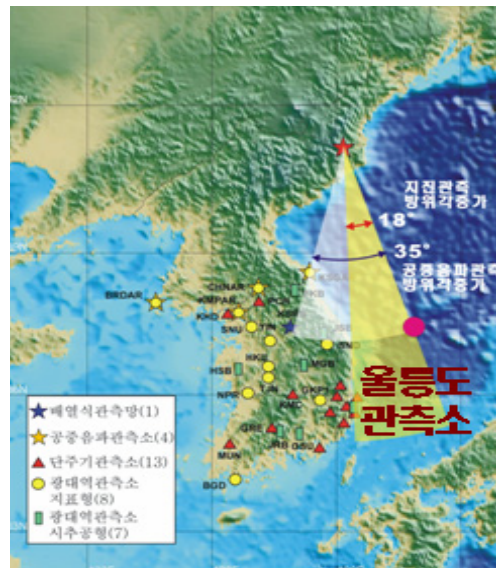 지진관측
방위각증가
18°
35°
공중음파관측
방위각증가
CHNAR
BRDAR
KMPAR
KHD
SNU
HSB
MGB
HKU
NPR
GKP1
울릉도
관측소
GRE
MUN
JRB
BGD
배열식관측망(1)
공중음파관측소(4)
단주기관측소(13)
광대역관측소
지표형(8)
광대역관측소
시추공형(7)